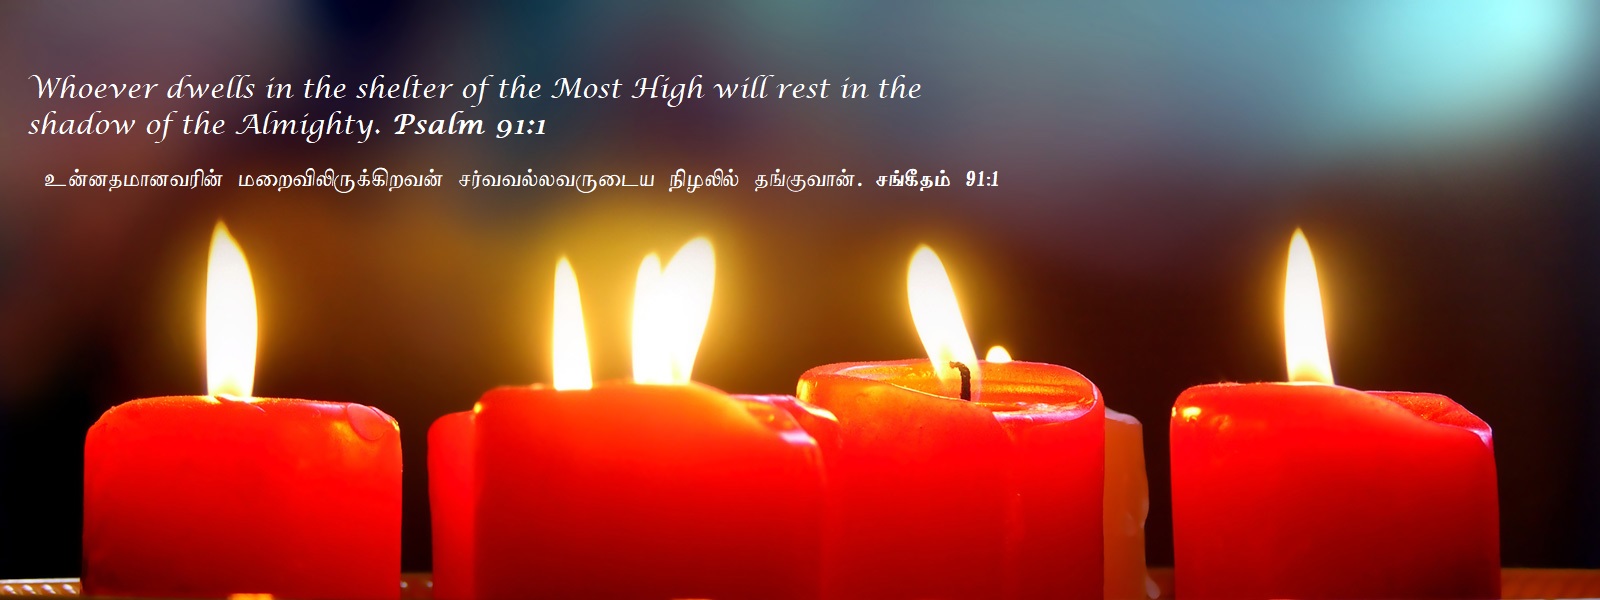 Whoever dwells in the shelter of the Most High will rest in the
shadow of the Almighty. Psalm 91:1
உன்னதமானவரின் மறைவிலிருக்கிறவன் சர்வவல்லவருடைய நிழலில் தங்குவான். சங்கீதம் 91:1